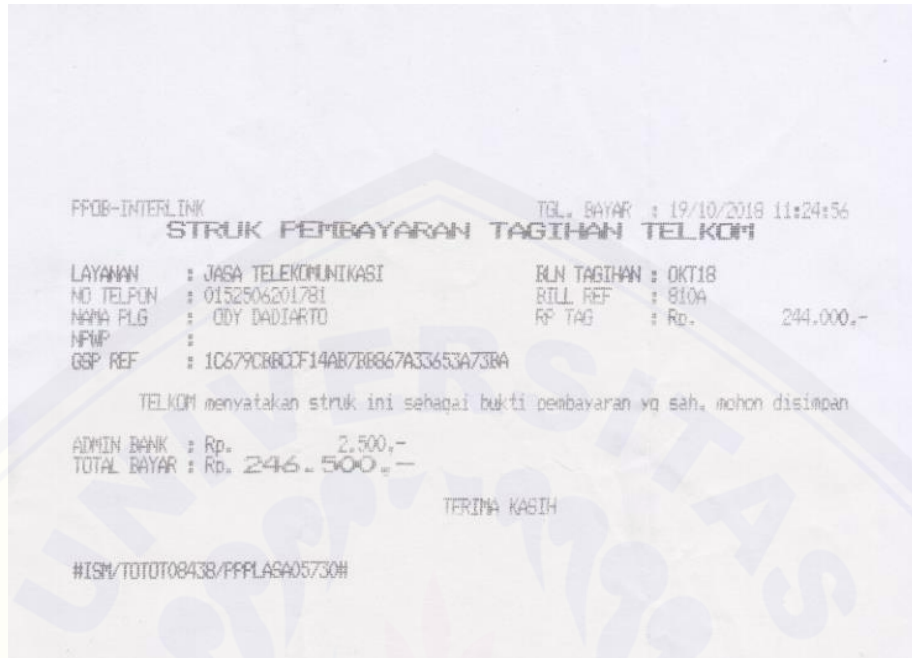 PPOB-INTERLINK TGL. BAYAR : 19/10/2018 11:24:56
STRUK PEMBAYARAN TAGIHAN TELKOM
LAYANAN : JASA TELEKOMUNIKASI BLN TAGIHAN : OKT18
NO TELPON : 0152506201781 BILL REF : 810A
NAMA PLG : ODY DADIARTO RP TAG : Rp. 244.000,-
NPWP :
GSP REF :
TELKOM menyatakan struk ini sebagai bukti pembayaran yg sah, mohon disimpan
ADMIN BANK : Rp. 2.500,-
TOTAL BAYAR : Rp. 246.500,-
TERIMA KASIH
#ISM/TOTOT08438/PPPLASA05730#
UNIVERSITAS